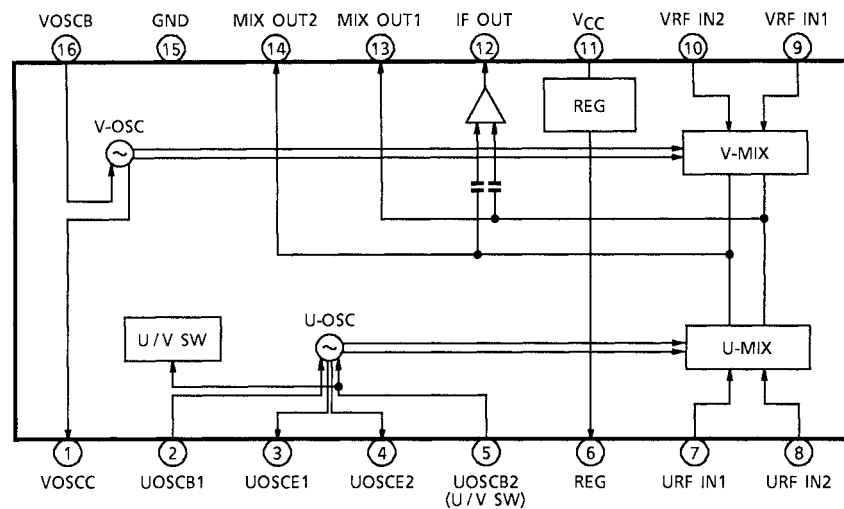 VOSCB GND MIX OUT2 MIX OUT1 IF OUT VCC VRF IN2 VRF IN1
16 15 14 13 12 11 10 9
REG
V-OSC
~
V-MIX
U-OSC
U/V SW
~
U-MIX
1 2 3 4 5 6 7 8
VOSCC UOSCB1 UOSCE1 UOSCE2 UOSCB2 REG URF IN1 URF IN2
(U/V SW)